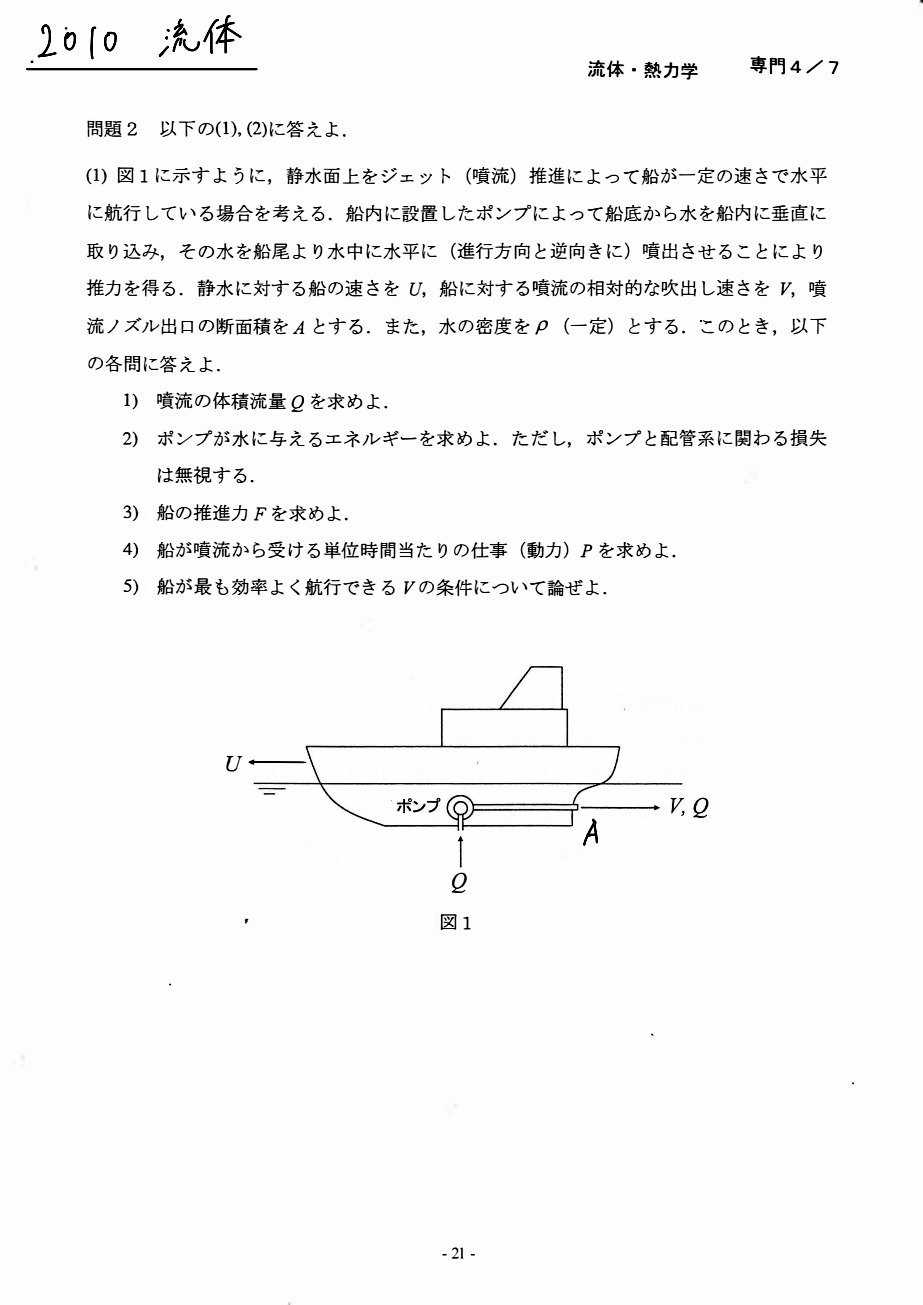 2010 流体
流体・熱力学 専門4/7
問題2 以下の(1), (2)に答えよ．
(1) 図1に示すように，静水面上をジェット（噴流）推進によって船が一定の速さで水平
に航行している場合を考える．船内に設置したポンプによって船底から水を船内に垂直に
取り込み，その水を船尾より水中に水平に（進行方向と逆向きに）噴出させることにより
推力を得る．静水に対する船の速さを U，船に対する噴流の相対的な吹出し速さを V，噴
流ノズル出口の断面積を A とする．また，水の密度を ρ （一定）とする．このとき，以下
の各問に答えよ．
1) 噴流の体積流量 Q を求めよ．
2) ポンプが水に与えるエネルギーを求めよ．ただし，ポンプと配管系に関わる損失
は無視する．
3) 船の推進力 F を求めよ．
4) 船が噴流から受ける単位時間当たりの仕事（動力）P を求めよ．
5) 船が最も効率よく航行できる V の条件について論ぜよ．
U
ポンプ
V, Q
A
Q
図1
- 21 -